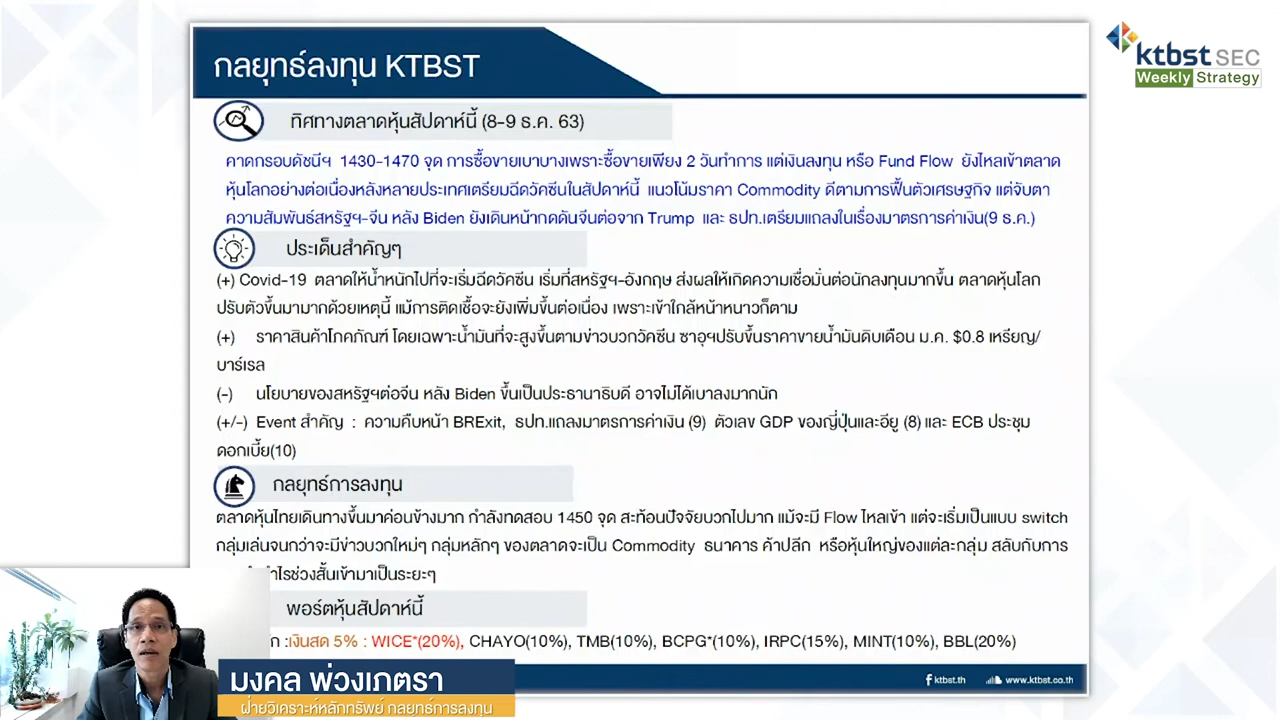 กลยุทธ์ลงทุน KTBST
ktbst SEC
Weekly Strategy
ทิศทางตลาดหุ้นสัปดาห์นี้ (8-9 ธ.ค. 63)
คาดกรอบดัชนีฯ 1430-1470 จุด การซื้อขายเบาบางเพราะซื้อขายเพียง 2 วันทำการ แต่เงินลงทุน หรือ Fund Flow ยังไหลเข้าตลาด
หุ้นโลกอย่างต่อเนื่องหลังหลายประเทศเตรียมฉีดวัคซีนในสัปดาห์นี้ แนวโน้มราคา Commodity ดีตามการฟื้นตัวเศรษฐกิจ แต่จับตา
ความสัมพันธ์สหรัฐฯ-จีน หลัง Biden ยังเดินหน้ากดดันจีนต่อจาก Trump และ ธปท.เตรียมแถลงในเรื่องมาตรการค่าเงิน(9 ธ.ค.)
ประเด็นสำคัญๆ
(+) Covid-19 ตลาดให้น้ำหนักไปที่จะเริ่มฉีดวัคซีน เริ่มที่สหรัฐฯ-อังกฤษ ส่งผลให้เกิดความเชื่อมั่นต่อนักลงทุนมากขึ้น ตลาดหุ้นโลก
ปรับตัวขึ้นมามากด้วยเหตุนี้ แม้การติดเชื้อจะยังเพิ่มขึ้นต่อเนื่อง เพราะเข้าใกล้หน้าหนาวก็ตาม
(+) ราคาสินค้าโภคภัณฑ์ โดยเฉพาะน้ำมันที่จะสูงขึ้นตามข่าวบวกวัคซีน ซาอุฯปรับขึ้นราคาขายน้ำมันดิบเดือน ม.ค. $0.8 เหรียญ/
บาร์เรล
(-) นโยบายของสหรัฐฯต่อจีน หลัง Biden ขึ้นเป็นประธานาธิบดี อาจไม่ได้เบาลงมากนัก
(+/-) Event สำคัญ : ความคืบหน้า BRExit, ธปท.แถลงมาตรการค่าเงิน (9) ตัวเลข GDP ของญี่ปุ่นและอียู (8) และ ECB ประชุม
ดอกเบี้ย(10)
กลยุทธ์การลงทุน
ตลาดหุ้นไทยเดินทางขึ้นมาค่อนข้างมาก กำลังทดสอบ 1450 จุด สะท้อนปัจจัยบวกไปมาก แม้จะมี Flow ไหลเข้า แต่จะเริ่มเป็นแบบ switch
กลุ่มเล่นจนกว่าจะมีข่าวบวกใหม่ๆ กลุ่มหลักๆ ของตลาดจะเป็น Commodity ธนาคาร ค้าปลีก หรือหุ้นใหญ่ของแต่ละกลุ่ม สลับกับการ
กำไรช่วงสั้นเข้ามาเป็นระยะๆ
พอร์ตหุ้นสัปดาห์นี้
:เงินสด 5% : WICE*(20%), CHAYO(10%), TMB(10%), BCPG*(10%), IRPC(15%), MINT(10%), BBL(20%)
มงคล พ่วงเภตรา
ฝ่ายวิเคราะห์หลักทรัพย์ กลยุทธ์การลงทุน
ktbst.th www.ktbst.co.th